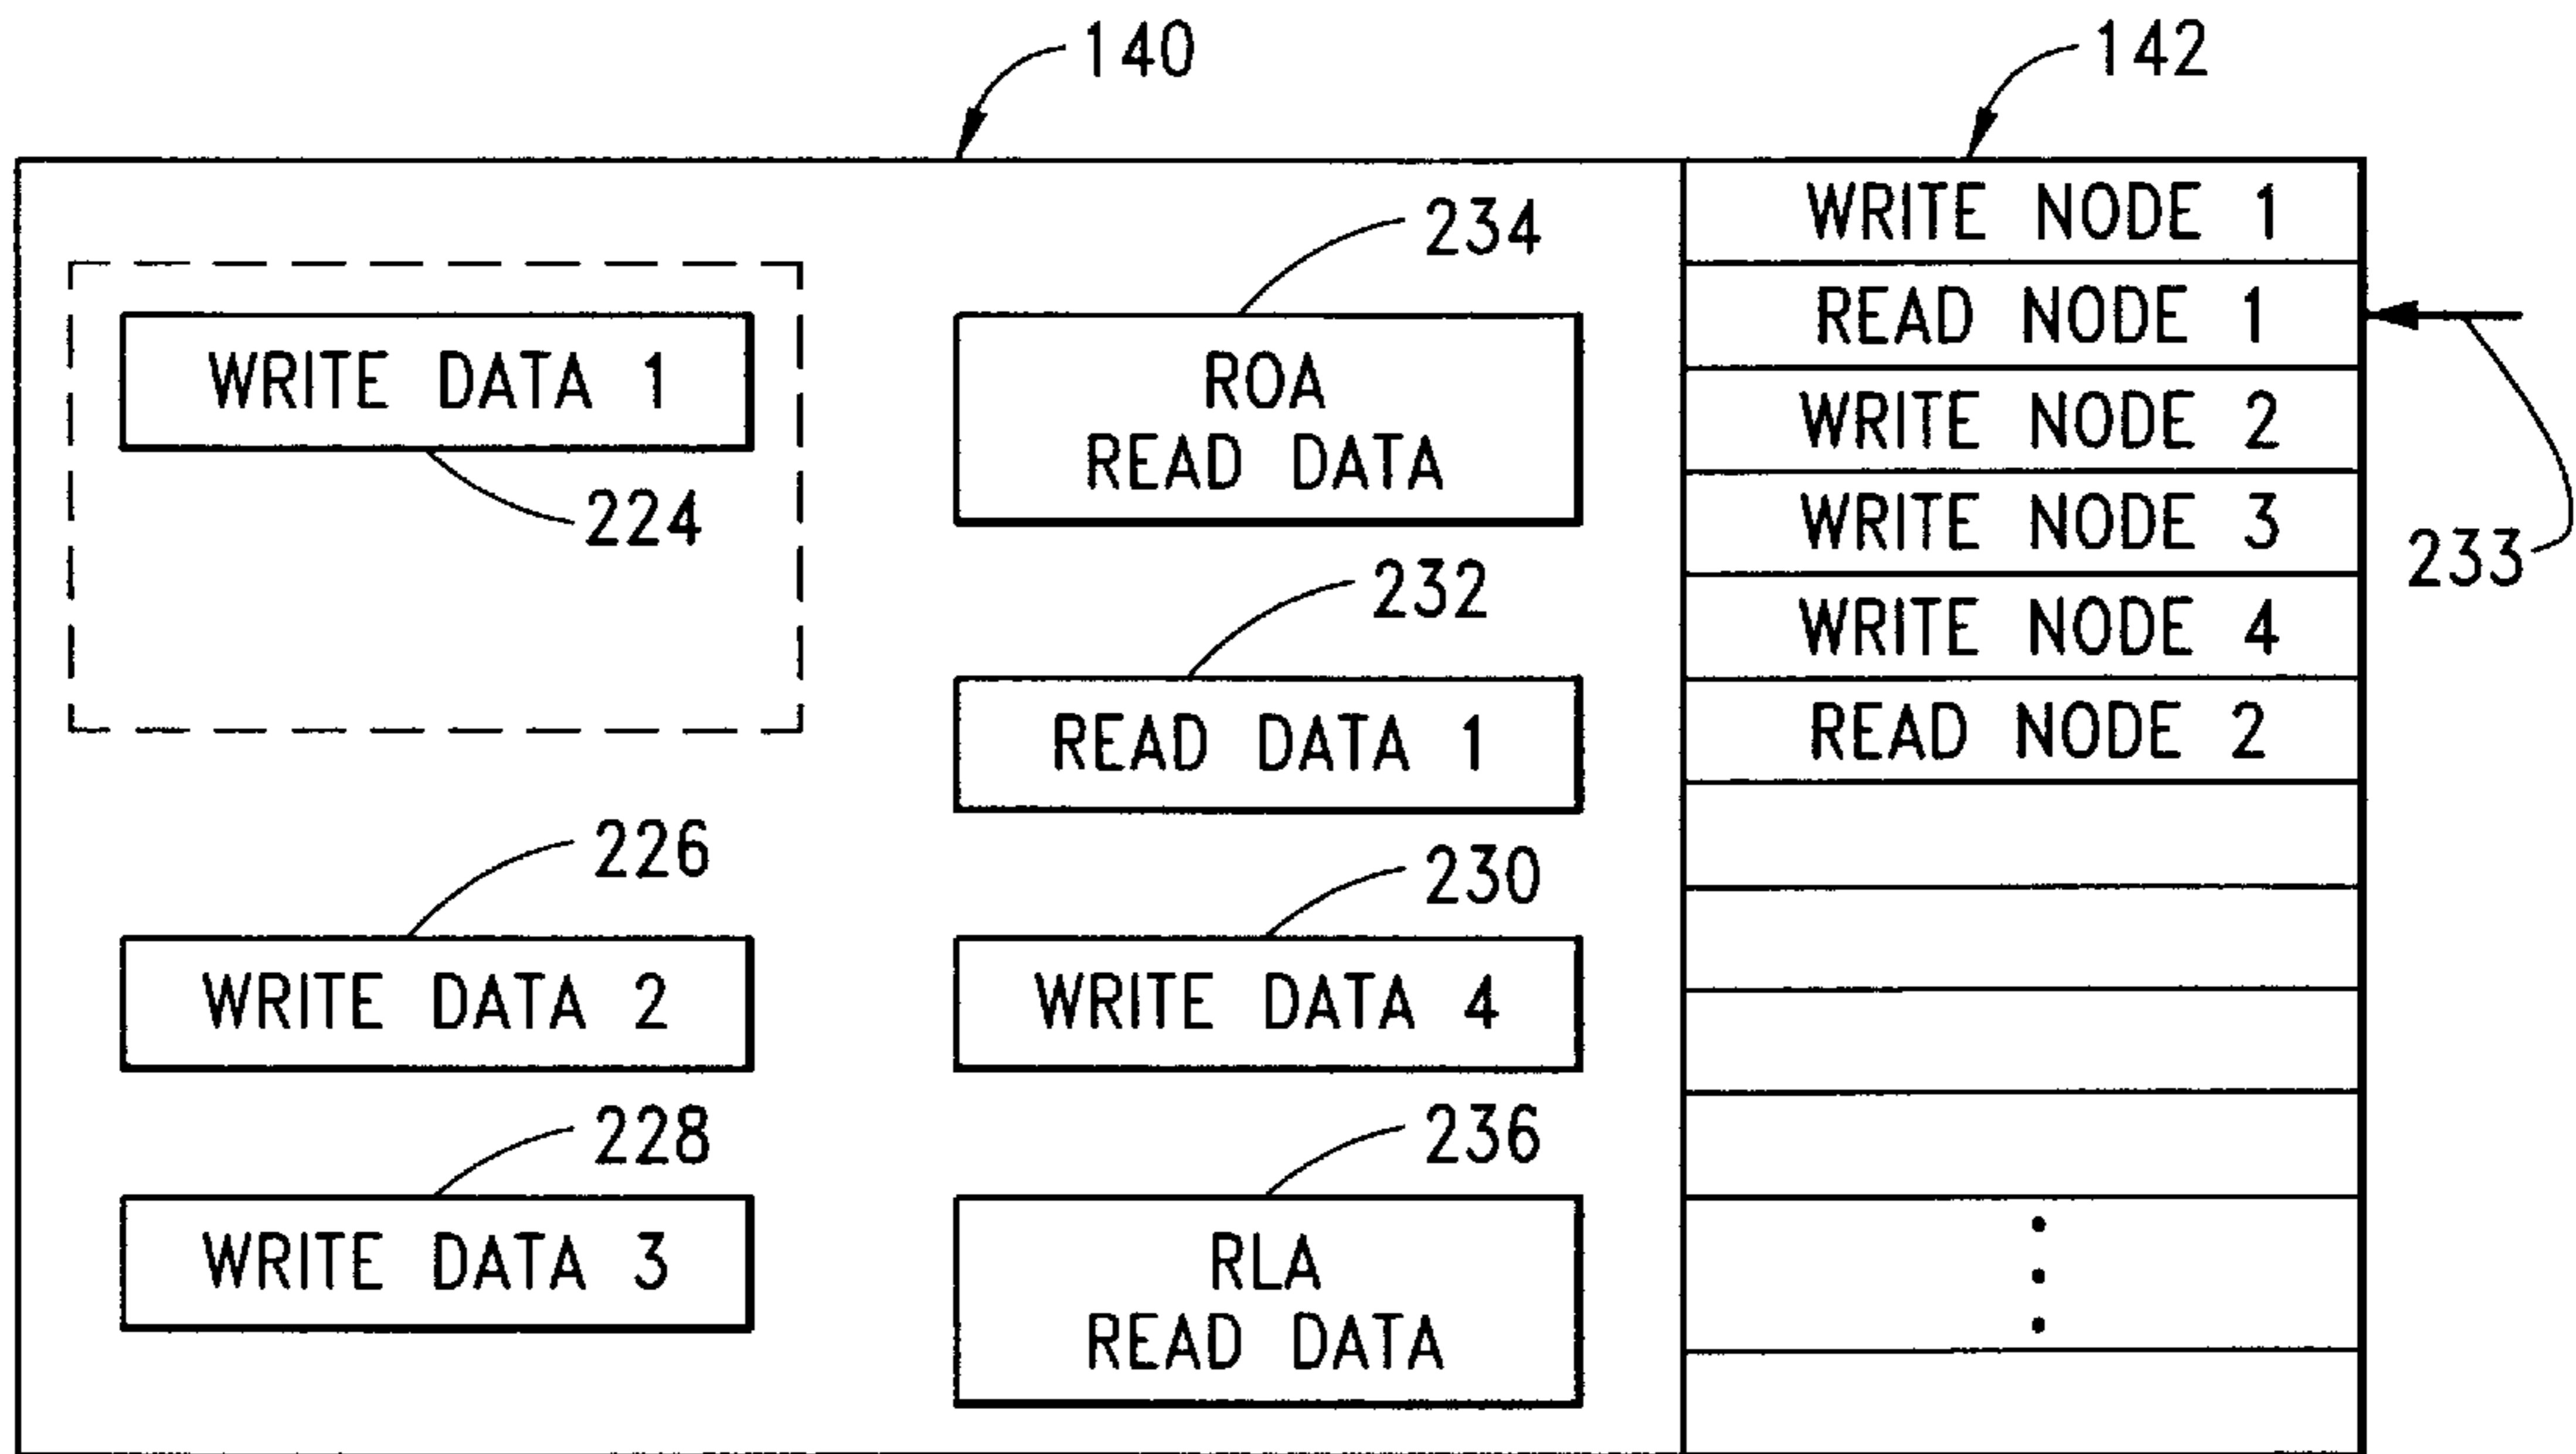 140
142
234
WRITE DATA 1
224
ROA
READ DATA
232
READ DATA 1
226
WRITE DATA 2
230
WRITE DATA 4
228
WRITE DATA 3
236
RLA
READ DATA
WRITE NODE 1
READ NODE 1
WRITE NODE 2
WRITE NODE 3
WRITE NODE 4
READ NODE 2
233